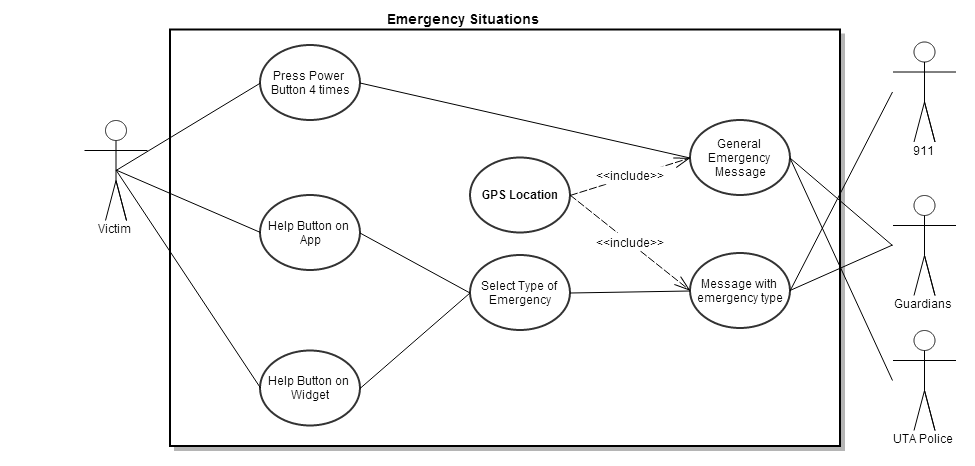 Emergency Situations
Press Power
Button 4 times
General
Emergency
Message
911
<<include>>
GPS Location
Victim
Help Button on
App
<<include>>
Select Type of
Emergency
Message with
emergency type
Guardians
Help Button on
Widget
UTA Police